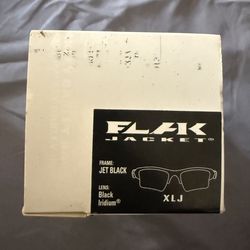 FLAK
JACKET®
FRAME:
JET BLACK
LENS:
Black
Iridium®
XLJ